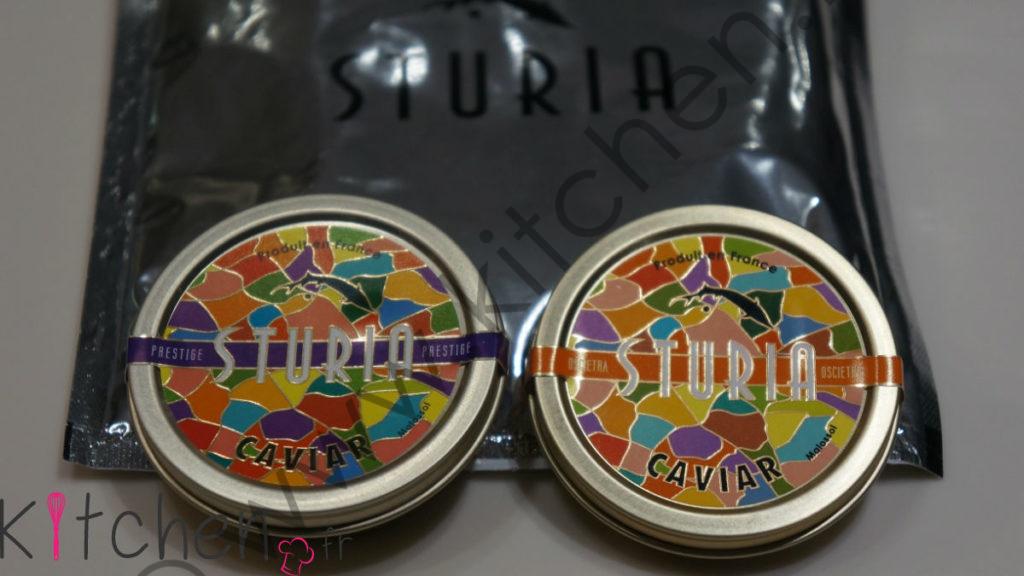 STURIA
Produit en France
PRESTIGE STURIA PRESTIGE
CAVIAR
Malossol
Produit en France
OSCIETRA STURIA OSCIETRA
CAVIAR
Malossol
kitchen.fr